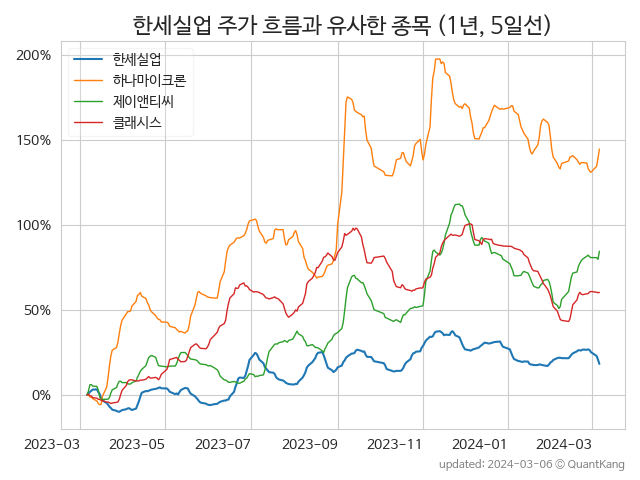 한세실업 주가 흐름과 유사한 종목 (1년, 5일선)
200%
150%
100%
50%
0%
한세실업
하나마이크론
제이앤티씨
클래시스
2023-03 2023-05 2023-07 2023-09 2023-11 2024-01 2024-03
updated: 2024-03-06 © QuantKang